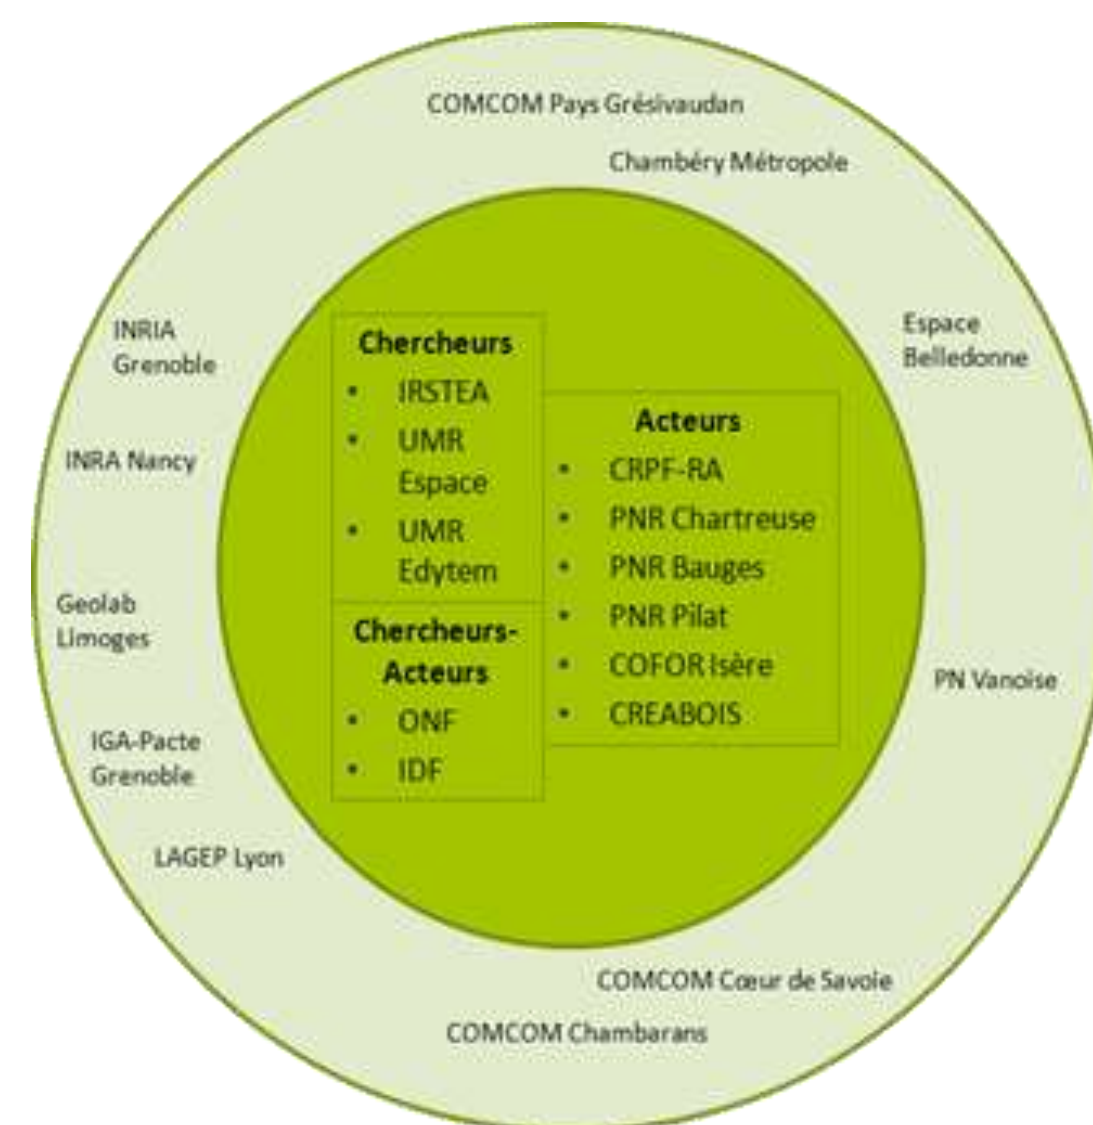 COMCOM Pays Grésivaudan
Chambéry Métropole
INRIA
Grenoble
INRA Nancy
Geolab
Limoges
IGA-Pacte
Grenoble
LAGEP Lyon
Chercheurs
• IRSTEA
• UMR
Espace
• UMR
Edytem
Chercheurs-
Acteurs
• ONF
• IDF
Acteurs
• CRPF-RA
• PNR Chartreuse
• PNR Bauges
• PNR Pilat
• COFOR Isère
• CREABOIS
Espace
Belledonne
PN Vanoise
COMCOM Cœur de Savoie
COMCOM Chambarans